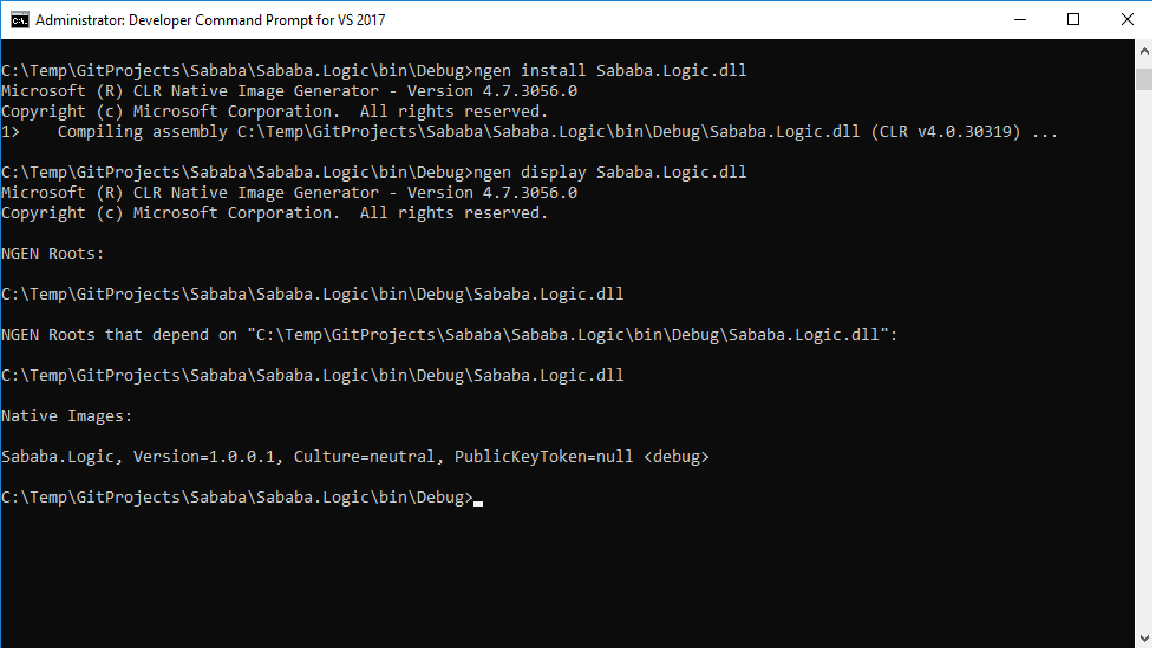 Administrator: Developer Command Prompt for VS 2017
C:\Temp\GitProjects\Sababa\Sababa.Logic\bin\Debug>ngen install Sababa.Logic.dll
Microsoft (R) CLR Native Image Generator - Version 4.7.3056.0
Copyright (c) Microsoft Corporation.  All rights reserved.
1>    Compiling assembly C:\Temp\GitProjects\Sababa\Sababa.Logic\bin\Debug\Sababa.Logic.dll (CLR v4.0.30319) ...
C:\Temp\GitProjects\Sababa\Sababa.Logic\bin\Debug>ngen display Sababa.Logic.dll
Microsoft (R) CLR Native Image Generator - Version 4.7.3056.0
Copyright (c) Microsoft Corporation.  All rights reserved.
NGEN Roots:
C:\Temp\GitProjects\Sababa\Sababa.Logic\bin\Debug\Sababa.Logic.dll
NGEN Roots that depend on "C:\Temp\GitProjects\Sababa\Sababa.Logic\bin\Debug\Sababa.Logic.dll":
C:\Temp\GitProjects\Sababa\Sababa.Logic\bin\Debug\Sababa.Logic.dll
Native Images:
Sababa.Logic, Version=1.0.0.1, Culture=neutral, PublicKeyToken=null <debug>
C:\Temp\GitProjects\Sababa\Sababa.Logic\bin\Debug>